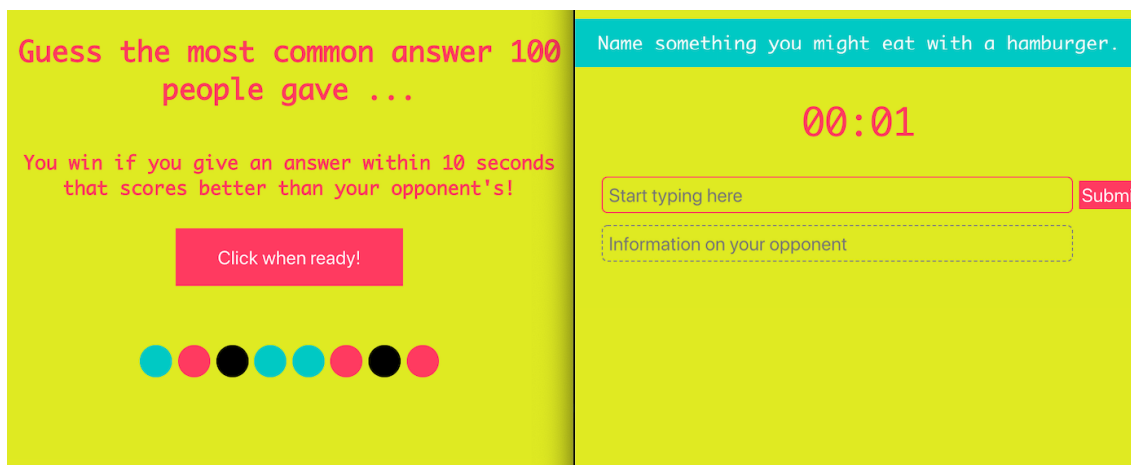 Guess the most common answer 100
people gave ...
You win if you give an answer within 10 seconds
that scores better than your opponent's!
Click when ready!
Name something you might eat with a hamburger.
00:01
Start typing here
Submi
Information on your opponent